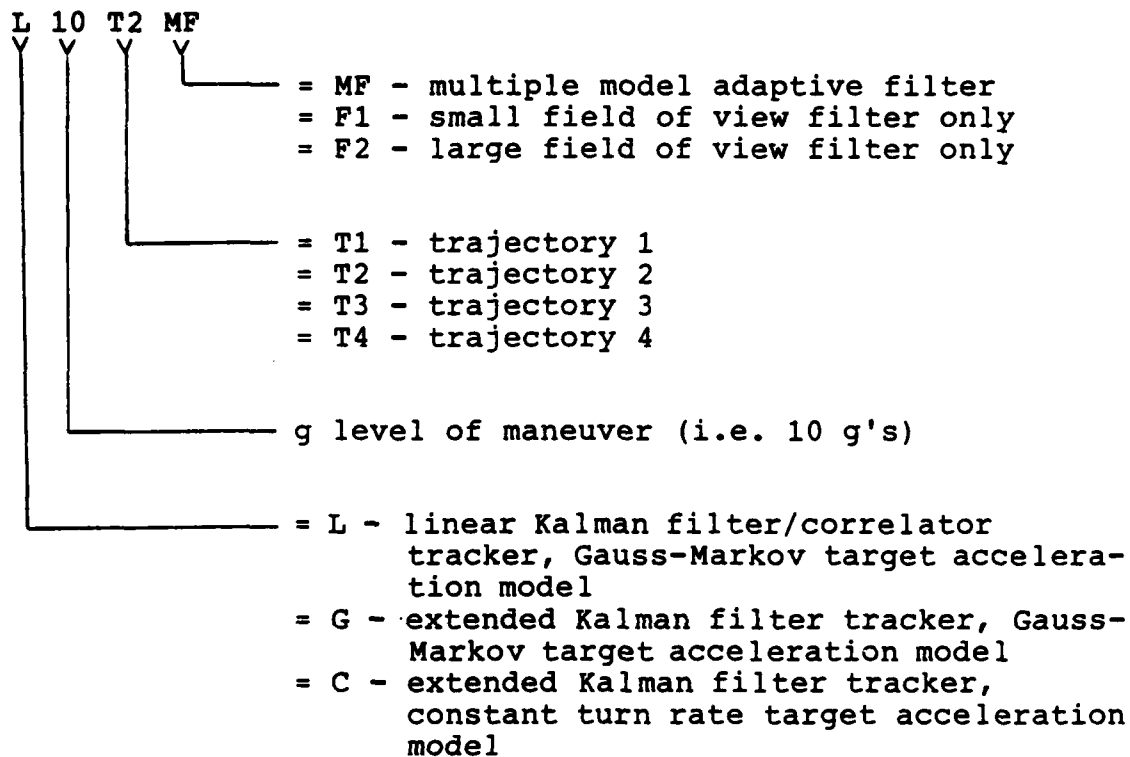 L 10 T2 MF
= MF - multiple model adaptive filter
= F1 - small field of view filter only
= F2 - large field of view filter only
= T1 - trajectory 1
= T2 - trajectory 2
= T3 - trajectory 3
= T4 - trajectory 4
g level of maneuver (i.e. 10 g's)
= L - linear Kalman filter/correlator
tracker, Gauss-Markov target accelera-
tion model
= G - extended Kalman filter tracker, Gauss-
Markov target acceleration model
= C - extended Kalman filter tracker,
constant turn rate target acceleration
model